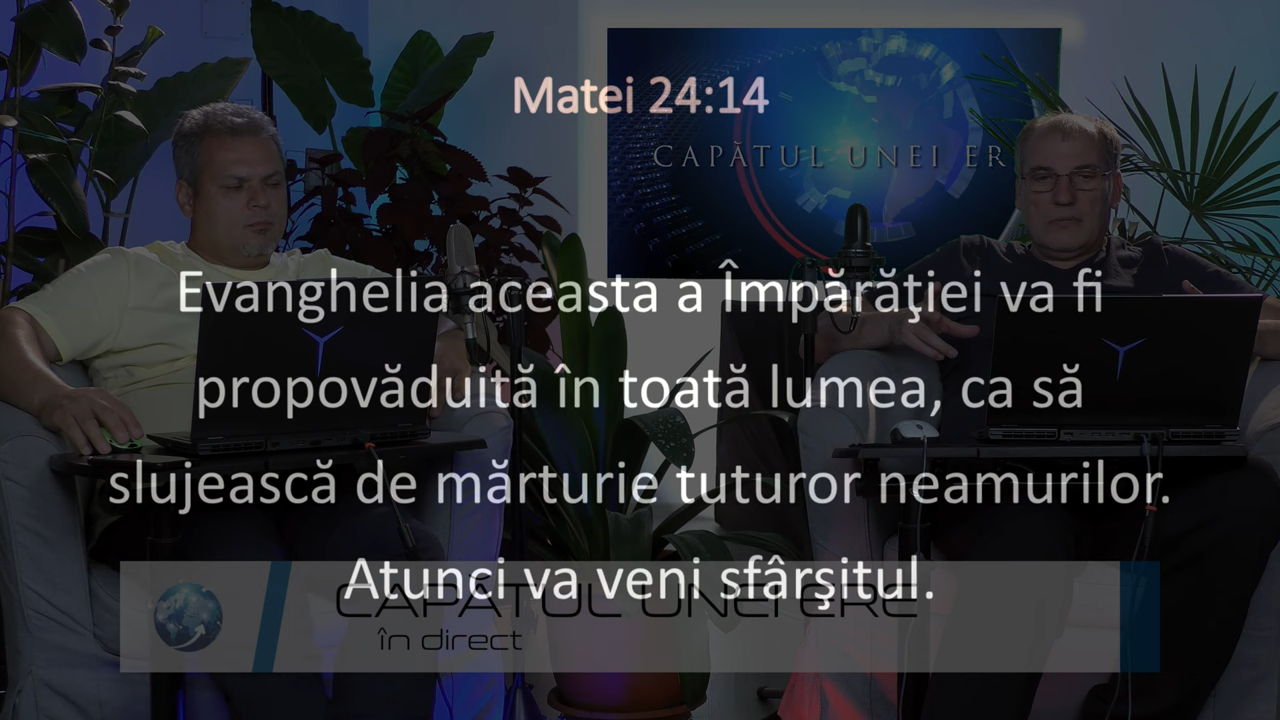 Matei 24:14
CAPĂTUL UNEI ER
Evanghelia aceasta a Împărăţiei va fi
propovăduită în toată lumea, ca să
slujească de mărturie tuturor neamurilor.
Atunci va veni sfârşitul.
CAPĂTUL UNEI ERE
în direct